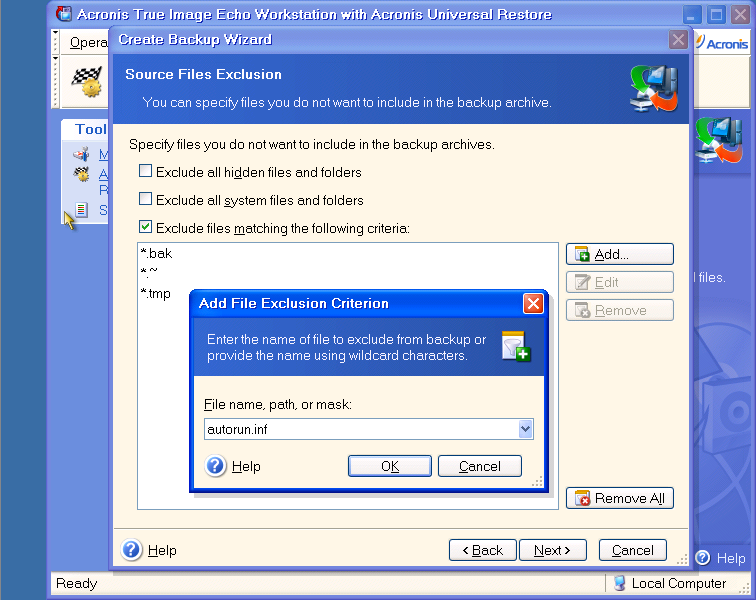 Acronis True Image Echo Workstation with Acronis Universal Restore
Opera
Acronis
Create Backup Wizard
Source Files Exclusion
You can specify files you do not want to include in the backup archive.
Tool
M
A
R
S
Specify files you do not want to include in the backup archives.
Exclude all hidden files and folders
Exclude all system files and folders
Exclude files matching the following criteria:
*.bak
*.~
*.tmp
Add...
Edit
Remove
l files.
Add File Exclusion Criterion
Enter the name of file to exclude from backup or
provide the name using wildcard characters.
File name, path, or mask:
autorun.inf
Help
OK
Cancel
Remove All
Help
< Back
Next >
Cancel
Help
Ready
Local Computer